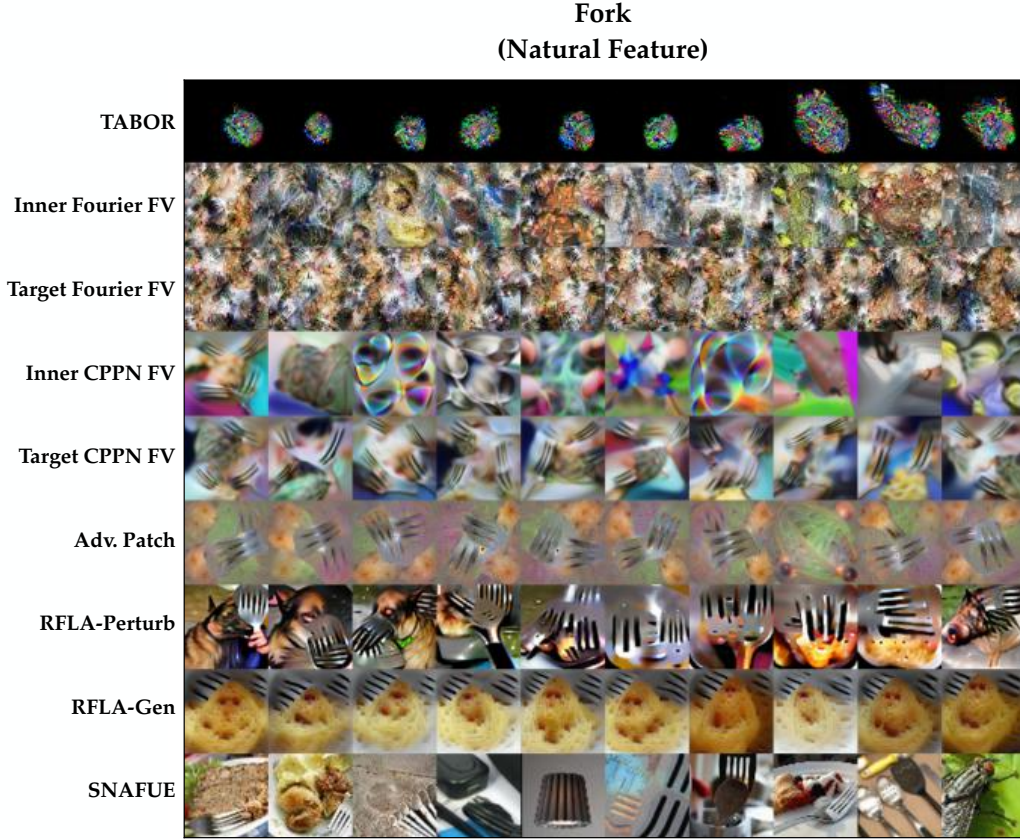 Fork
(Natural Feature)
TABOR
Inner Fourier FV
Target Fourier FV
Inner CPPN FV
Target CPPN FV
Adv. Patch
RFLA-Perturb
RFLA-Gen
SNAFUE